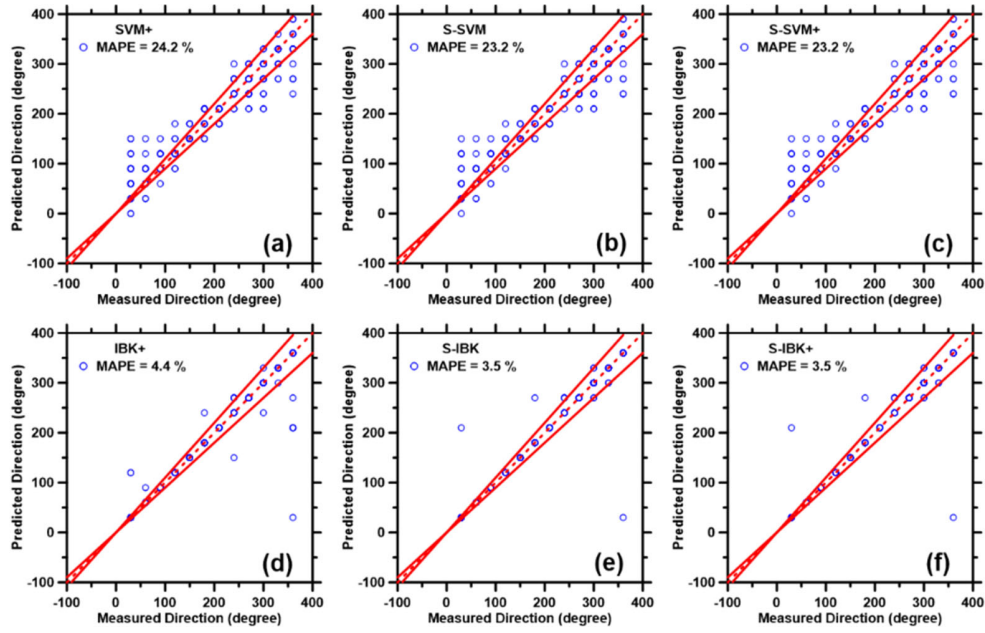 SVM+
MAPE = 24.2 %
400
300
200
100
0
-100
Predicted Direction (degree)
(a)
-100 0 100 200 300 400
Measured Direction (degree)
S-SVM
MAPE = 23.2 %
400
300
200
100
0
-100
Predicted Direction (degree)
(b)
-100 0 100 200 300 400
Measured Direction (degree)
S-SVM+
MAPE = 23.2 %
400
300
200
100
0
-100
Predicted Direction (degree)
(c)
-100 0 100 200 300 400
Measured Direction (degree)
IBK+
MAPE = 4.4 %
400
300
200
100
0
-100
Predicted Direction (degree)
(d)
-100 0 100 200 300 400
Measured Direction (degree)
S-IBK
MAPE = 3.5 %
400
300
200
100
0
-100
Predicted Direction (degree)
(e)
-100 0 100 200 300 400
Measured Direction (degree)
S-IBK+
MAPE = 3.5 %
400
300
200
100
0
-100
Predicted Direction (degree)
(f)
-100 0 100 200 300 400
Measured Direction (degree)